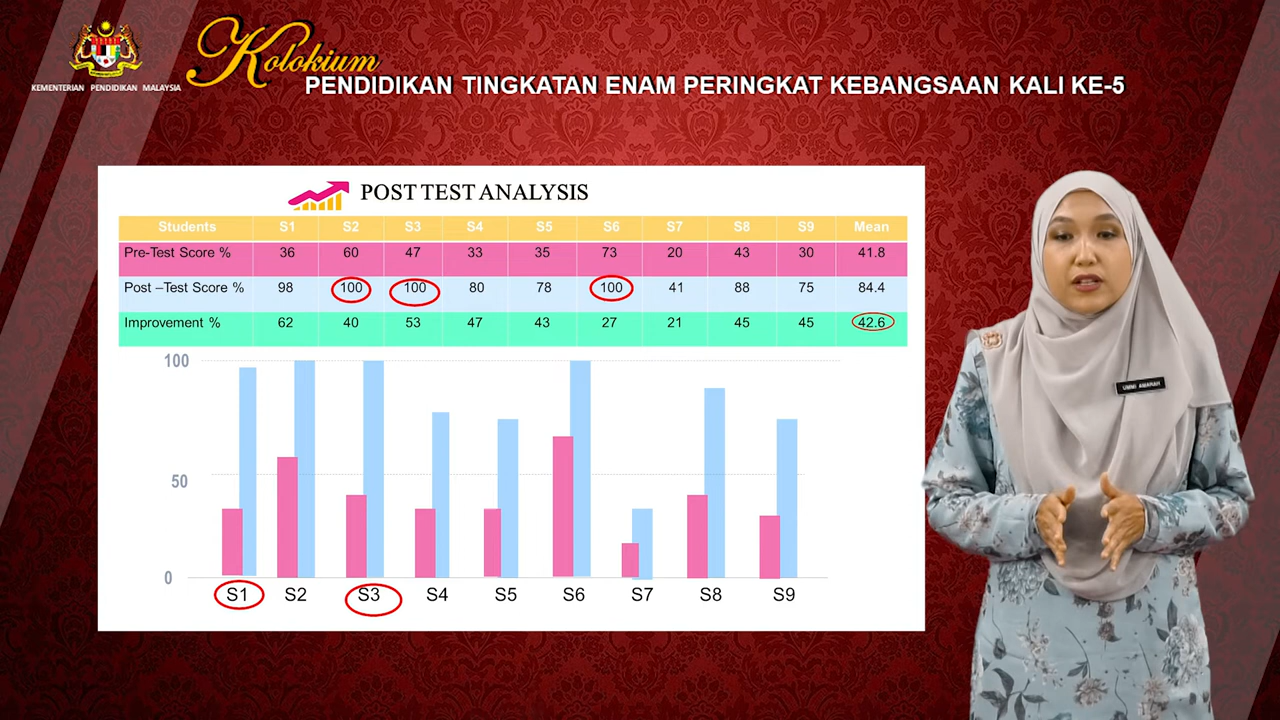 Kolokium
KEMENTERIAN PENDIDIKAN MALAYSIA
PENDIDIKAN TINGKATAN ENAM PERINGKAT KEBANGSAAN KALI KE-5
POST TEST ANALYSIS
Students S1 S2 S3 S4 S5 S6 S7 S8 S9 Mean
Pre-Test Score % 36 60 47 33 35 73 20 43 30 41.8
Post –Test Score % 98 100 100 80 78 100 41 88 75 84.4
Improvement % 62 40 53 47 43 27 21 45 45 42.6
100
50
0
S1 S2 S3 S4 S5 S6 S7 S8 S9
UMMI AMARAH